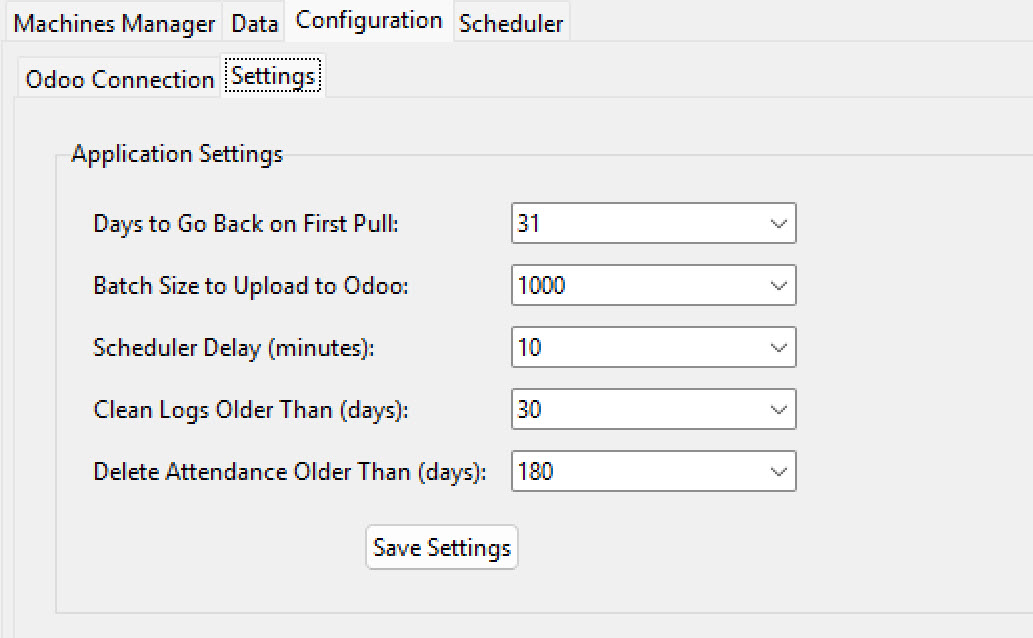 Machines Manager Data Configuration Scheduler
Odoo Connection Settings
Application Settings
Days to Go Back on First Pull: 31
Batch Size to Upload to Odoo: 1000
Scheduler Delay (minutes): 10
Clean Logs Older Than (days): 30
Delete Attendance Older Than (days): 180
Save Settings